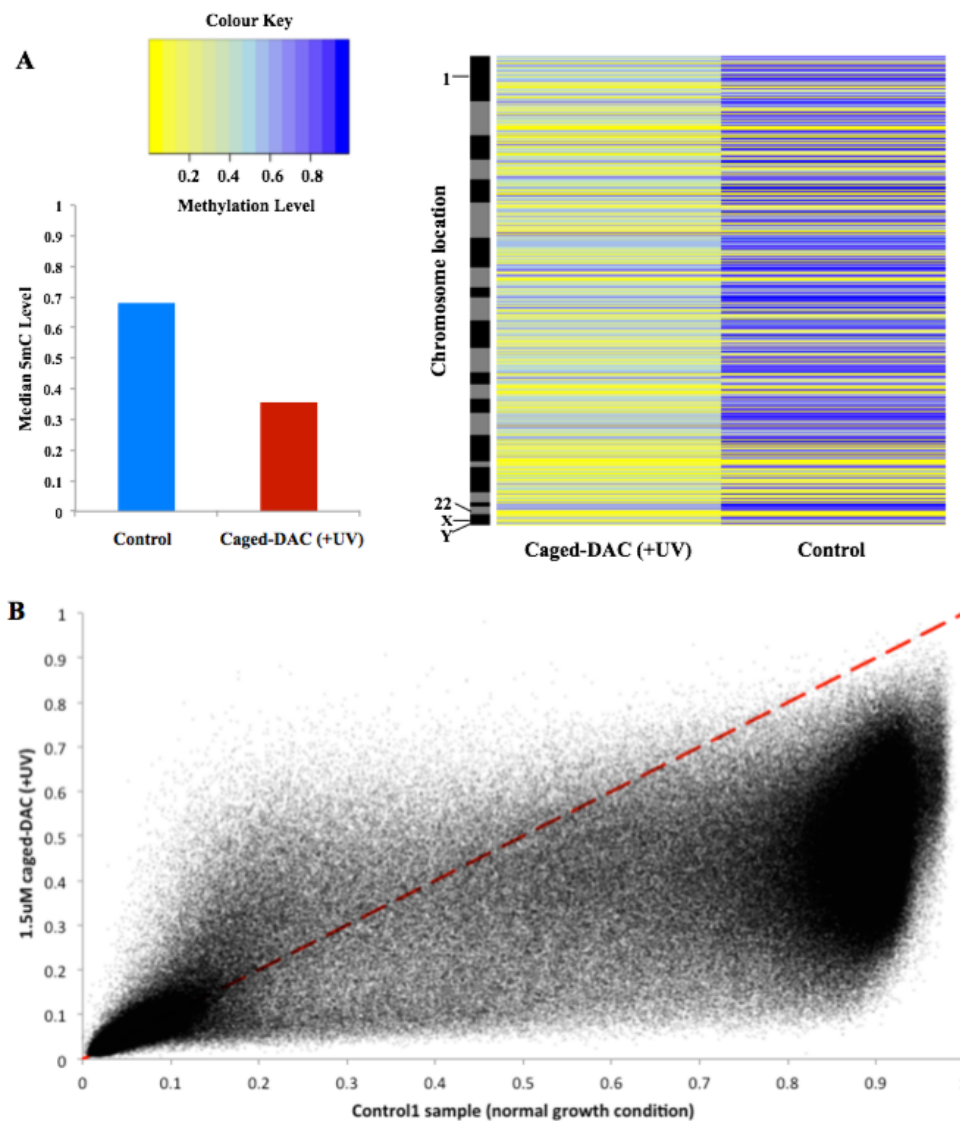 A
Colour Key
0.2 0.4 0.6 0.8
Methylation Level
Median 5mC Level
1
0.9
0.8
0.7
0.6
0.5
0.4
0.3
0.2
0.1
0
Control Caged-DAC (+UV)
Chromosome location
1
22
X
Y
Caged-DAC (+UV) Control
B
1.5uM caged-DAC (+UV)
1
0.9
0.8
0.7
0.6
0.5
0.4
0.3
0.2
0.1
0
0 0.1 0.2 0.3 0.4 0.5 0.6 0.7 0.8 0.9
Control1 sample (normal growth condition)